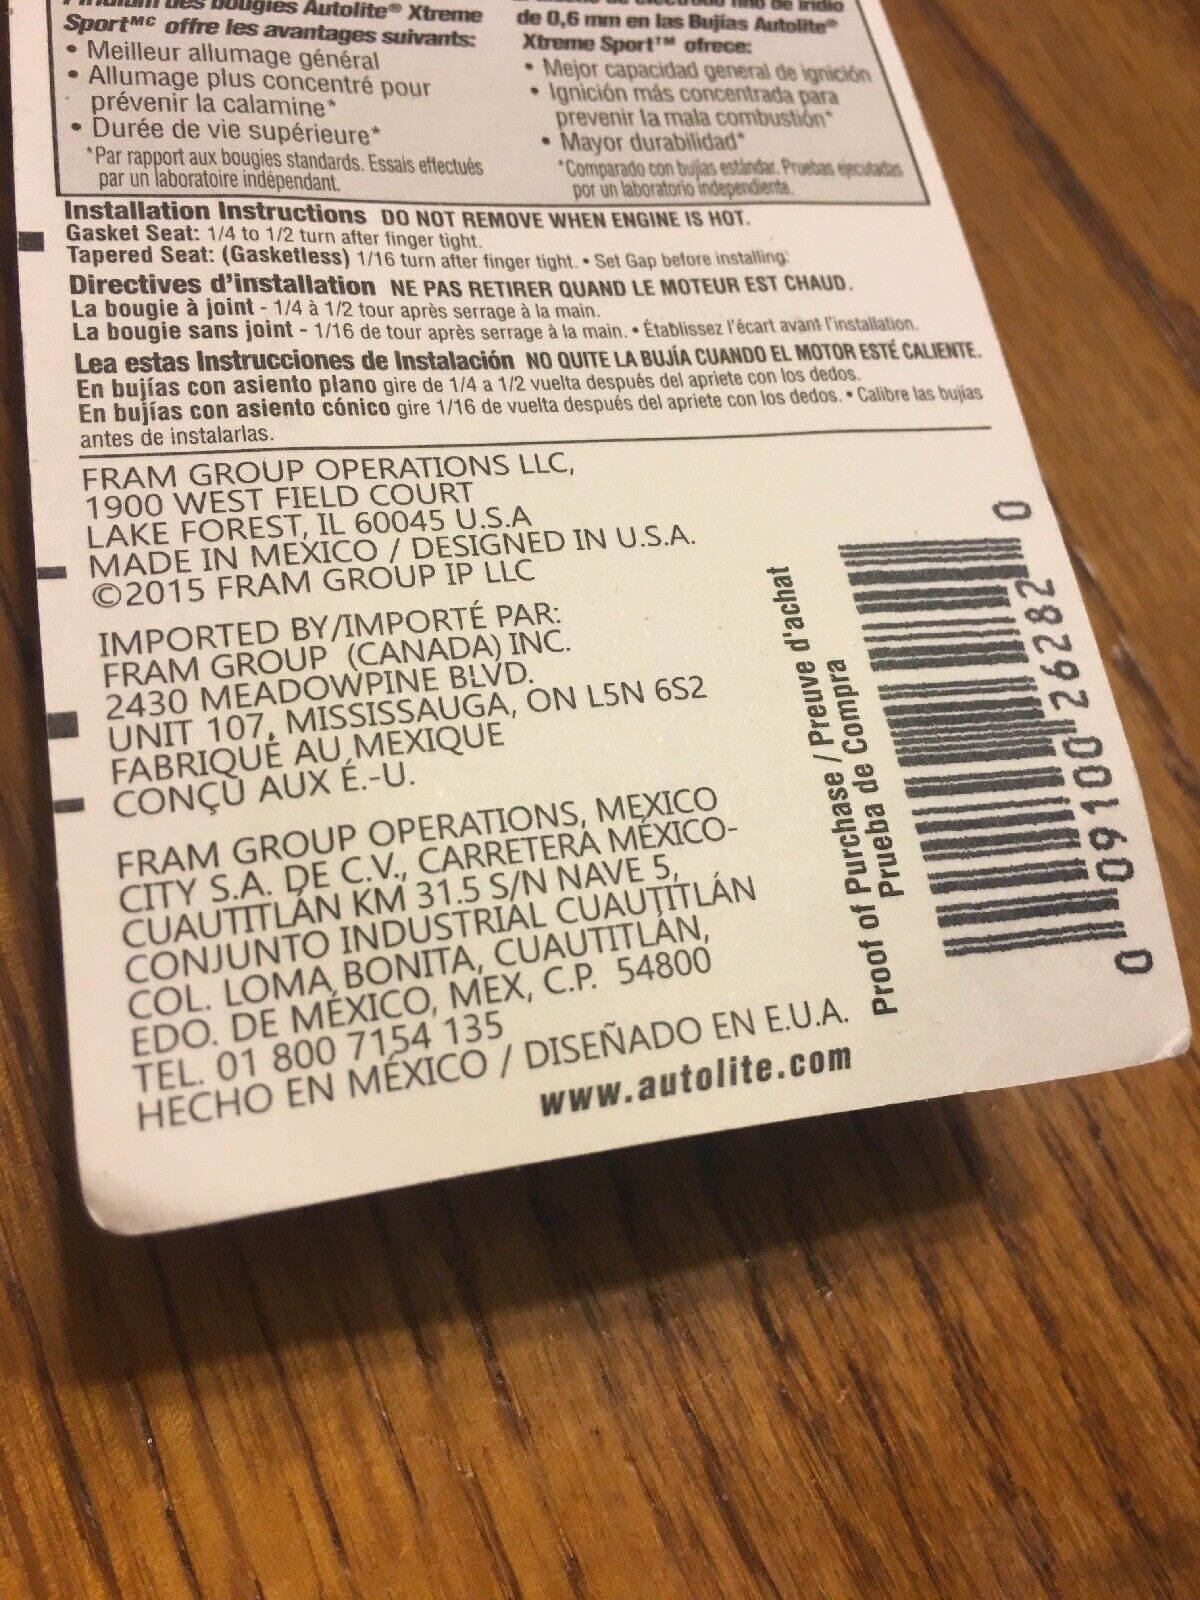 des bougies Autolite® Xtreme
Sportᴹᶜ offre les avantages suivants:
• Meilleur allumage général
• Allumage plus concentré pour
prévenir la calamine*
• Durée de vie supérieure*
*Par rapport aux bougies standards. Essais effectués
par un laboratoire indépendant.
fino de iridio
de 0,6 mm en las Bujías Autolite®
Xtreme Sport™ ofrece:
• Mejor capacidad general de ignición
• Ignición más concentrada para
prevenir la mala combustión*
• Mayor durabilidad*
*Comparado con bujías estándar. Pruebas ejecutadas
por un laboratorio independiente.
Installation Instructions DO NOT REMOVE WHEN ENGINE IS HOT.
Gasket Seat: 1/4 to 1/2 turn after finger tight.
Tapered Seat: (Gasketless) 1/16 turn after finger tight. • Set Gap before installing.
Directives d'installation NE PAS RETIRER QUAND LE MOTEUR EST CHAUD.
La bougie à joint - 1/4 à 1/2 tour après serrage à la main.
La bougie sans joint - 1/16 de tour après serrage à la main. • Établissez l'écart avant l'installation.
Lea estas Instrucciones de Instalación NO QUITE LA BUJÍA CUANDO EL MOTOR ESTÉ CALIENTE.
En bujías con asiento plano gire de 1/4 a 1/2 vuelta después del apriete con los dedos.
En bujías con asiento cónico gire 1/16 de vuelta después del apriete con los dedos. • Calibre las bujías
antes de instalarlas.
FRAM GROUP OPERATIONS LLC,
1900 WEST FIELD COURT
LAKE FOREST, IL 60045 U.S.A
MADE IN MEXICO / DESIGNED IN U.S.A.
©2015 FRAM GROUP IP LLC
IMPORTED BY/IMPORTÉ PAR:
FRAM GROUP (CANADA) INC.
2430 MEADOWPINE BLVD.
UNIT 107, MISSISSAUGA, ON L5N 6S2
FABRIQUÉ AU MEXIQUE
CONÇU AUX É.-U.
FRAM GROUP OPERATIONS, MEXICO
CITY S.A. DE C.V., CARRETERA MÉXICO-
CUAUTITLÁN KM 31.5 S/N NAVE 5,
CONJUNTO INDUSTRIAL CUAUTITLÁN
COL. LOMA BONITA, CUAUTITLÁN,
EDO. DE MÉXICO, MEX, C.P. 54800
TEL. 01 800 7154 135
HECHO EN MÉXICO / DISEÑADO EN E.U.A.
www.autolite.com
Proof of Purchase / Preuve d'achat
Prueba de Compra
0 09100 26282 0